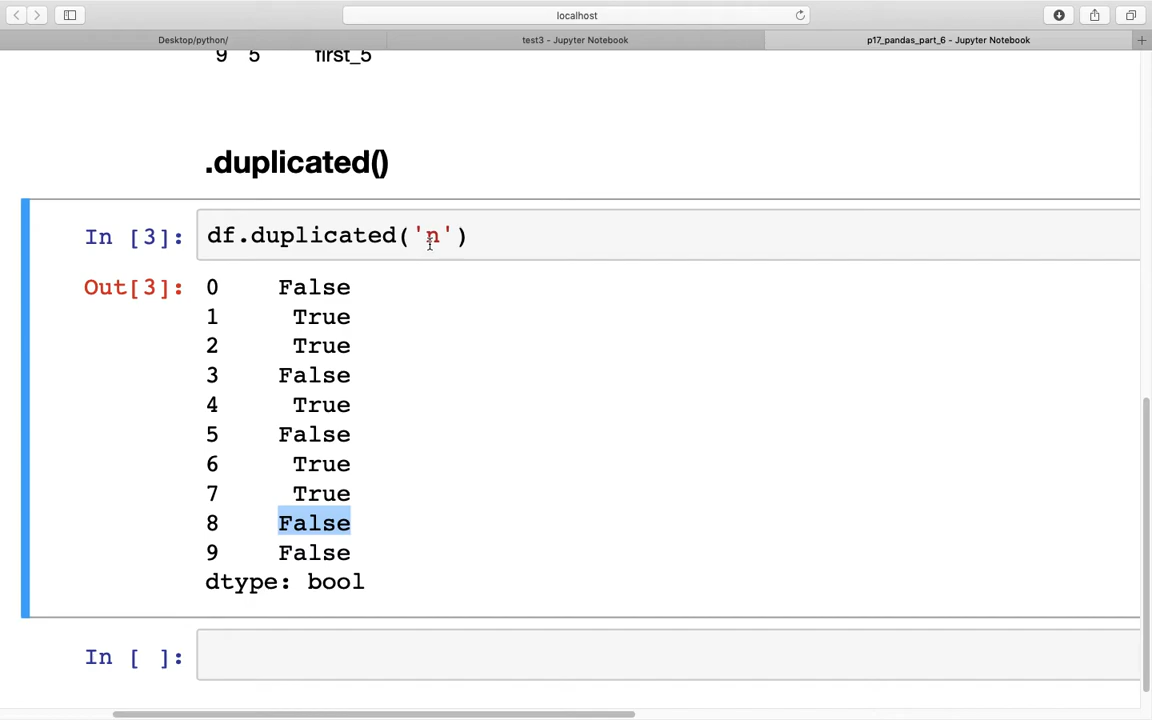 localhost
Desktop/python/ test3 - Jupyter Notebook p17_pandas_part_6 - Jupyter Notebook
9 5 first_5
.duplicated()
In [3]: df.duplicated('n')
Out[3]: 0 False
1 True
2 True
3 False
4 True
5 False
6 True
7 True
8 False
9 False
dtype: bool
In [ ]: